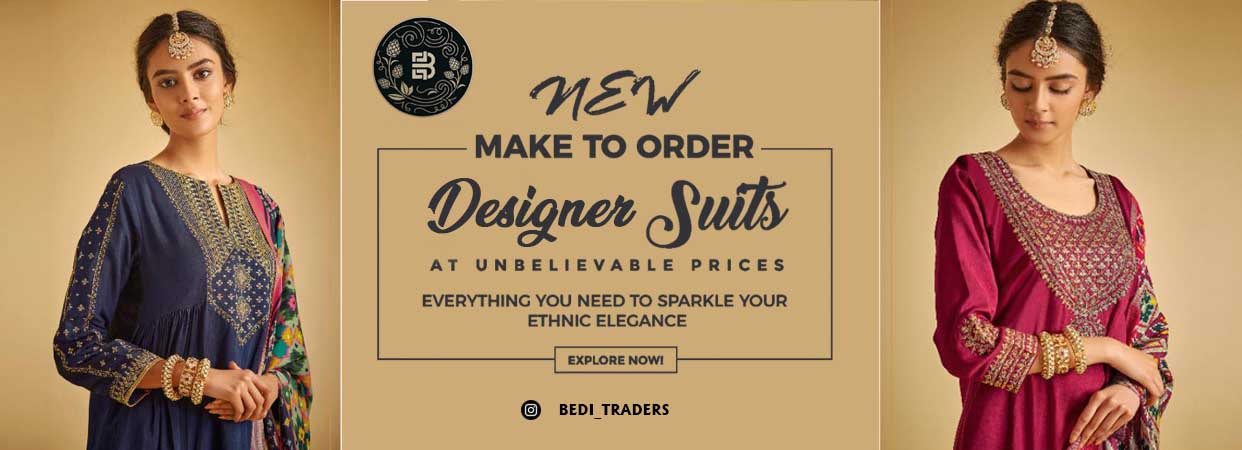 B
NEW
MAKE TO ORDER
Designer Suits
AT UNBELIEVABLE PRICES
EVERYTHING YOU NEED TO SPARKLE YOUR
ETHNIC ELEGANCE
EXPLORE NOW!
BEDI_TRADERS